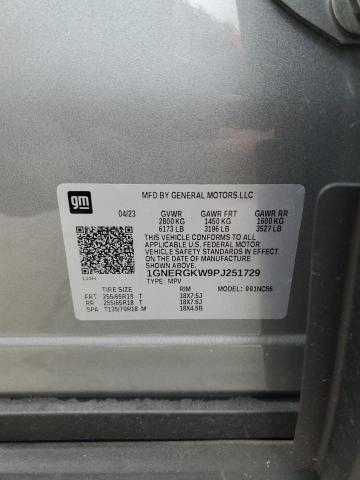 gm
MFD BY GENERAL MOTORS LLC
04/23 GVWR GAWR FRT GAWR RR
2800 KG 1450 KG 1600 KG
6173 LB 3196 LB 3527 LB
THIS VEHICLE CONFORMS TO ALL
APPLICABLE U.S. FEDERAL MOTOR
VEHICLE SAFETY STANDARDS IN
EFFECT ON THE DATE OF
MANUFACTURE SHOWN ABOVE.
1GNERGKW9PJ251729
TYPE: MPV
TIRE SIZE RIM MODEL:
FRT 255/65R18 T 18X7.5J
RR 255/65R18 T 18X7.5J
SPA T135/70R18 M 18X4.5B